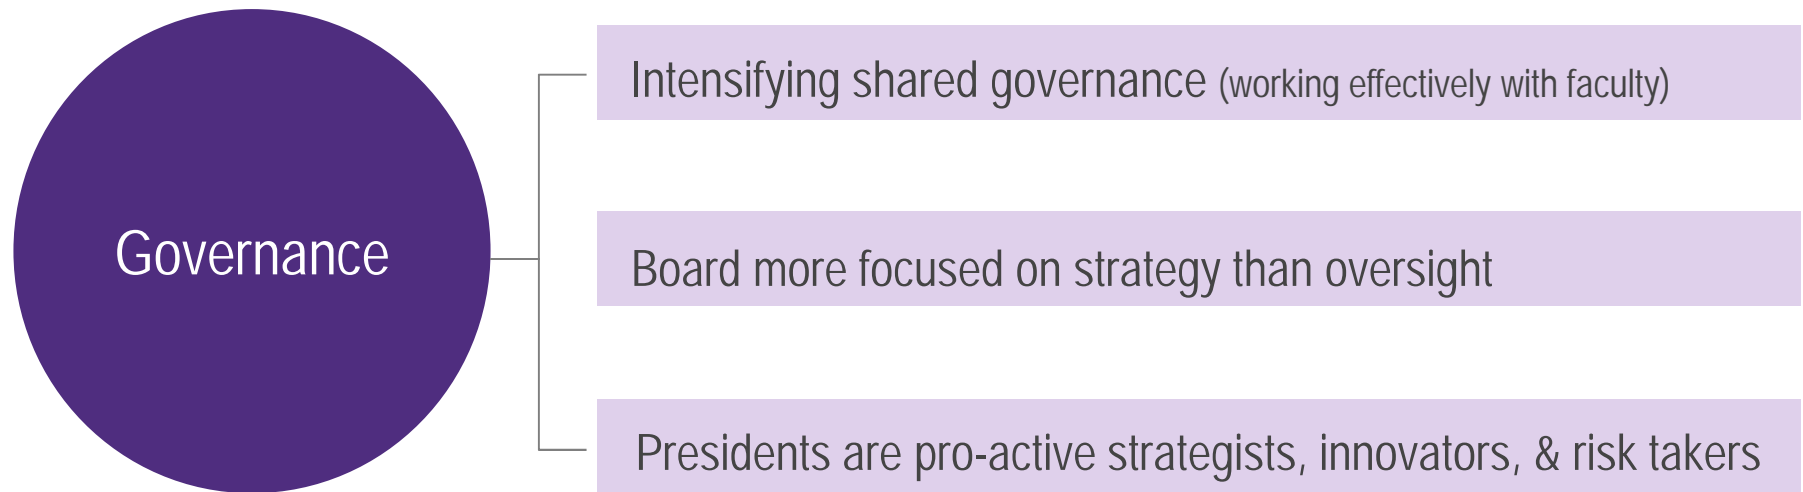 Governance
Intensifying shared governance (working effectively with faculty)
Board more focused on strategy than oversight
Presidents are pro-active strategists, innovators, & risk takers